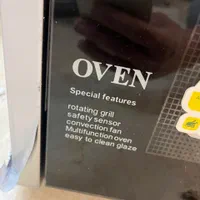 OVEN
Special features
rotating grill
safety sensor
convection fan
Multifunction oven
easy to clean glaze